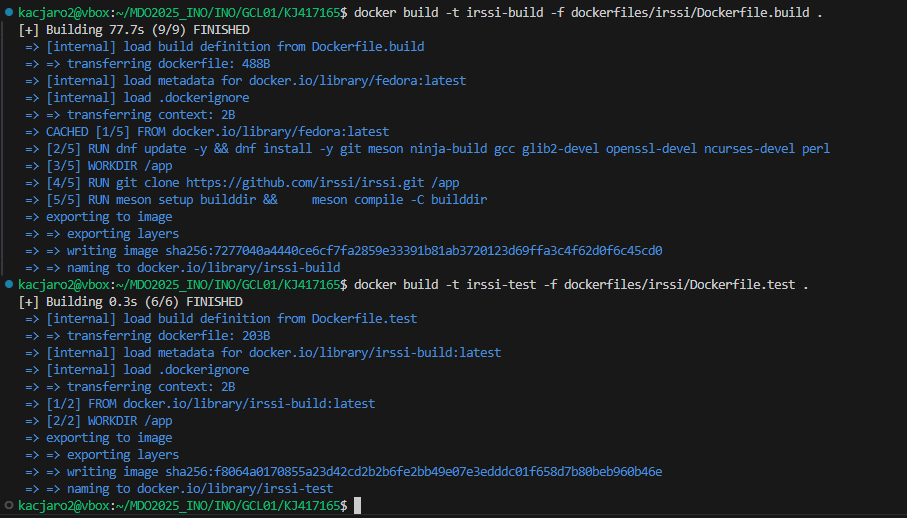 kacjaro2@vbox:~/MDO2025_INO/INO/GCL01/KJ417165$ docker build -t irssi-build -f dockerfiles/irssi/Dockerfile.build .
[+] Building 77.7s (9/9) FINISHED
=> [internal] load build definition from Dockerfile.build
=> => transferring dockerfile: 488B
=> [internal] load metadata for docker.io/library/fedora:latest
=> [internal] load .dockerignore
=> => transferring context: 2B
=> CACHED [1/5] FROM docker.io/library/fedora:latest
=> [2/5] RUN dnf update -y && dnf install -y git meson ninja-build gcc glib2-devel openssl-devel ncurses-devel perl
=> [3/5] WORKDIR /app
=> [4/5] RUN git clone https://github.com/irssi/irssi.git /app
=> [5/5] RUN meson setup builddir &&     meson compile -C builddir
=> exporting to image
=> => exporting layers
=> => writing image sha256:7277040a4440ce6cf7fa2859e33391b81ab3720123d69ffa3c4f62d0f6c45cd0
=> => naming to docker.io/library/irssi-build
kacjaro2@vbox:~/MDO2025_INO/INO/GCL01/KJ417165$ docker build -t irssi-test -f dockerfiles/irssi/Dockerfile.test .
[+] Building 0.3s (6/6) FINISHED
=> [internal] load build definition from Dockerfile.test
=> => transferring dockerfile: 203B
=> [internal] load metadata for docker.io/library/irssi-build:latest
=> [internal] load .dockerignore
=> => transferring context: 2B
=> [1/2] FROM docker.io/library/irssi-build:latest
=> [2/2] WORKDIR /app
=> exporting to image
=> => exporting layers
=> => writing image sha256:f8064a0170855a23d42cd2b2b6fe2bb49e07e3edddc01f658d7b80beb960b46e
=> => naming to docker.io/library/irssi-test
kacjaro2@vbox:~/MDO2025_INO/INO/GCL01/KJ417165$